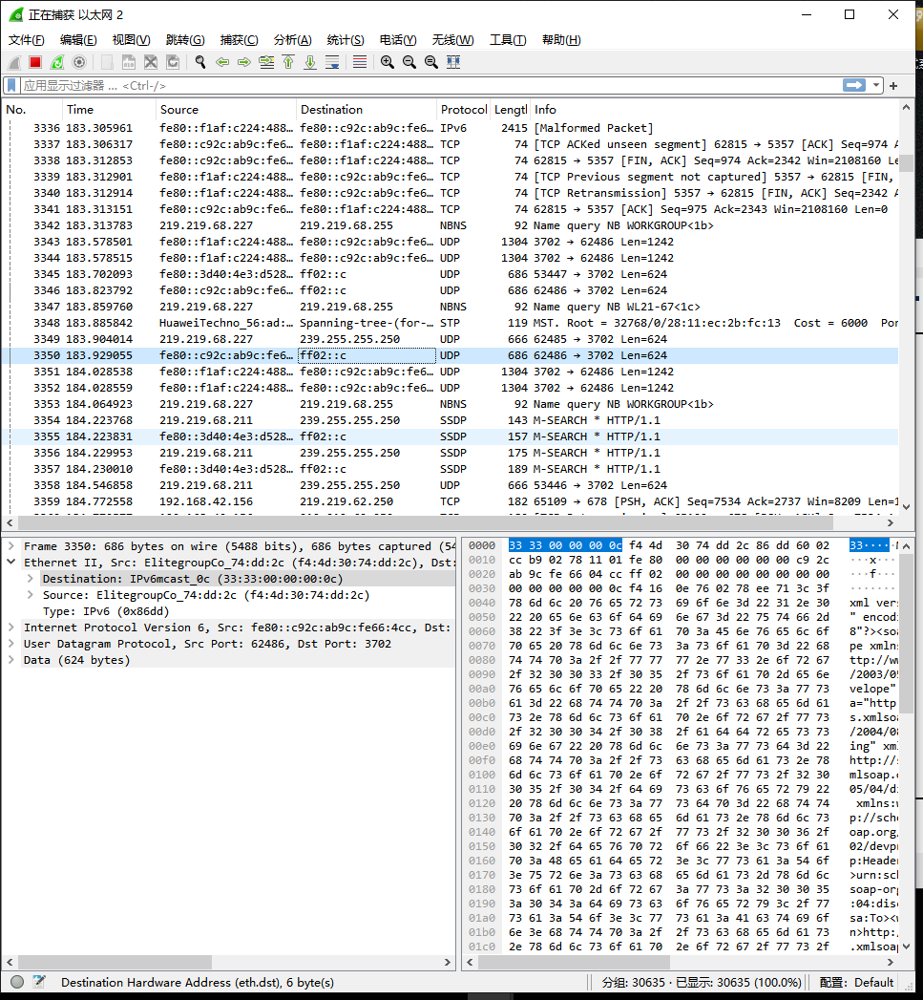 正在捕获 以太网 2
文件(F) 编辑(E) 视图(V) 跳转(G) 捕获(C) 分析(A) 统计(S) 电话(Y) 无线(W) 工具(T) 帮助(H)
应用显示过滤器 … <Ctrl-/>
No. Time Source Destination Protocol Lengtl Info
3336 183.305961 fe80::f1af:c224:488… fe80::c92c:ab9c:fe6… IPv6 2415 [Malformed Packet]
3337 183.306317 fe80::c92c:ab9c:fe6… fe80::f1af:c224:488… TCP 74 [TCP ACKed unseen segment] 62815 → 5357 [ACK] Seq=974 A
3338 183.312853 fe80::c92c:ab9c:fe6… fe80::f1af:c224:488… TCP 74 62815 → 5357 [FIN, ACK] Seq=974 Ack=2342 Win=2108160 Le
3339 183.312901 fe80::f1af:c224:488… fe80::c92c:ab9c:fe6… TCP 74 [TCP Previous segment not captured] 5357 → 62815 [FIN,
3340 183.312914 fe80::f1af:c224:488… fe80::c92c:ab9c:fe6… TCP 74 [TCP Retransmission] 5357 → 62815 [FIN, ACK] Seq=2342 A
3341 183.313151 fe80::c92c:ab9c:fe6… fe80::f1af:c224:488… TCP 74 62815 → 5357 [ACK] Seq=975 Ack=2343 Win=2108160 Len=0
3342 183.313783 219.219.68.227 219.219.68.255 NBNS 92 Name query NB WORKGROUP<1b>
3343 183.578501 fe80::f1af:c224:488… fe80::c92c:ab9c:fe6… UDP 1304 3702 → 62486 Len=1242
3344 183.578515 fe80::f1af:c224:488… fe80::c92c:ab9c:fe6… UDP 1304 3702 → 62486 Len=1242
3345 183.702093 fe80::3d40:4e3:d528… ff02::c UDP 686 53447 → 3702 Len=624
3346 183.823792 fe80::c92c:ab9c:fe6… ff02::c UDP 686 62486 → 3702 Len=624
3347 183.859760 219.219.68.227 219.219.68.255 NBNS 92 Name query NB WL21-67<1c>
3348 183.885842 HuaweiTechno_56:ad:… Spanning-tree-(for-… STP 119 MST. Root = 32768/0/28:11:ec:2b:fc:13 Cost = 6000 Por
3349 183.904014 219.219.68.227 239.255.255.250 UDP 666 62485 → 3702 Len=624
3350 183.929055 fe80::c92c:ab9c:fe6… ff02::c UDP 686 62486 → 3702 Len=624
3351 184.028538 fe80::f1af:c224:488… fe80::c92c:ab9c:fe6… UDP 1304 3702 → 62486 Len=1242
3352 184.028559 fe80::f1af:c224:488… fe80::c92c:ab9c:fe6… UDP 1304 3702 → 62486 Len=1242
3353 184.064923 219.219.68.227 219.219.68.255 NBNS 92 Name query NB WORKGROUP<1b>
3354 184.223768 219.219.68.211 239.255.255.250 SSDP 143 M-SEARCH * HTTP/1.1
3355 184.223831 fe80::3d40:4e3:d528… ff02::c SSDP 157 M-SEARCH * HTTP/1.1
3356 184.229953 219.219.68.211 239.255.255.250 SSDP 175 M-SEARCH * HTTP/1.1
3357 184.230010 fe80::3d40:4e3:d528… ff02::c SSDP 189 M-SEARCH * HTTP/1.1
3358 184.546858 219.219.68.211 239.255.255.250 UDP 666 53446 → 3702 Len=624
3359 184.772558 192.168.42.156 219.219.62.250 TCP 182 65109 → 678 [PSH, ACK] Seq=7534 Ack=2737 Win=8209 Len=1
Frame 3350: 686 bytes on wire (5488 bits), 686 bytes captured (54
Ethernet II, Src: ElitegroupCo_74:dd:2c (f4:4d:30:74:dd:2c), Dst:
Destination: IPv6mcast_0c (33:33:00:00:00:0c)
Source: ElitegroupCo_74:dd:2c (f4:4d:30:74:dd:2c)
Type: IPv6 (0x86dd)
Internet Protocol Version 6, Src: fe80::c92c:ab9c:fe66:4cc, Dst:
User Datagram Protocol, Src Port: 62486, Dst Port: 3702
Data (624 bytes)
0000 33 33 00 00 00 0c f4 4d 30 74 dd 2c 86 dd 60 02 33····
0010 cc b9 02 78 11 01 fe 80 00 00 00 00 00 00 c9 2c ···x····
0020 ab 9c fe 66 04 cc ff 02 00 00 00 00 00 00 00 00 ···f····
0030 00 00 00 00 00 0c f4 16 0e 76 02 78 ee 71 3c 3f ········
0040 78 6d 6c 20 76 65 72 73 69 6f 6e 3d 22 31 2e 30 xml vers
0050 22 20 65 6e 63 6f 64 69 6e 67 3d 22 75 74 66 2d " encodi
0060 38 22 3f 3e 3c 73 6f 61 70 3a 45 6e 76 65 6c 6f 8"?><soa
0070 70 65 20 78 6d 6c 6e 73 3a 73 6f 61 70 3d 22 68 pe xmlns
0080 74 74 70 3a 2f 2f 77 77 77 2e 77 33 2e 6f 72 67 ttp://ww
0090 2f 32 30 30 33 2f 30 35 2f 73 6f 61 70 2d 65 6e /2003/05
00a0 76 65 6c 6f 70 65 22 20 78 6d 6c 6e 73 3a 77 73 velope"
00b0 61 3d 22 68 74 74 70 3a 2f 2f 73 63 68 65 6d 61 a="http:
00c0 73 2e 78 6d 6c 73 6f 61 70 2e 6f 72 67 2f 77 73 s.xmlsoa
00d0 2f 32 30 30 34 2f 30 38 2f 61 64 64 72 65 73 73 /2004/08
00e0 69 6e 67 22 20 78 6d 6c 6e 73 3a 77 73 64 3d 22 ing" xml
00f0 68 74 74 70 3a 2f 2f 73 63 68 65 6d 61 73 2e 78 http://s
0100 6d 6c 73 6f 61 70 2e 6f 72 67 2f 77 73 2f 32 30 mlsoap.o
0110 30 35 2f 30 34 2f 64 69 73 63 6f 76 65 72 79 22 05/04/di
0120 20 78 6d 6c 6e 73 3a 77 73 64 70 3d 22 68 74 74 xmlns:w
0130 70 3a 2f 2f 73 63 68 65 6d 61 73 2e 78 6d 6c 73 p://sche
0140 6f 61 70 2e 6f 72 67 2f 77 73 2f 32 30 30 36 2f oap.org/
0150 30 32 2f 64 65 76 70 72 6f 66 22 3e 3c 73 6f 61 02/devpr
0160 70 3a 48 65 61 64 65 72 3e 3c 77 73 61 3a 54 6f p:Header
0170 3e 75 72 6e 3a 73 63 68 65 6d 61 73 2d 78 6d 6c >urn:sch
0180 73 6f 61 70 2d 6f 72 67 3a 77 73 3a 32 30 30 35 soap-org
0190 3a 30 34 3a 64 69 73 63 6f 76 65 72 79 3c 2f 77 :04:disc
01a0 73 61 3a 54 6f 3e 3c 77 73 61 3a 41 63 74 69 6f sa:To><w
01b0 6e 3e 68 74 74 70 3a 2f 2f 73 63 68 65 6d 61 73 n>http:/
01c0 2e 78 6d 6c 73 6f 61 70 2e 6f 72 67 2f 77 73 2f .xmlsoap
Destination Hardware Address (eth.dst), 6 byte(s) 分组: 30635 · 已显示: 30635 (100.0%) 配置: Default